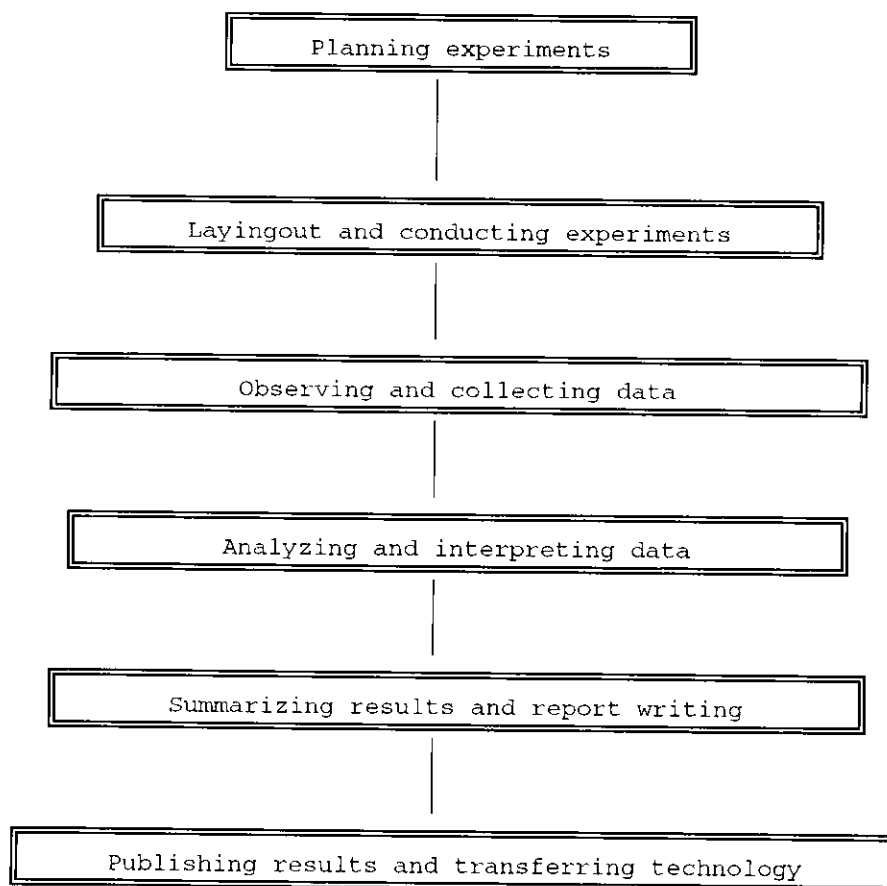 Planning experiments
Layingout and conducting experiments
Observing and collecting data
Analyzing and interpreting data
Summarizing results and report writing
Publishing results and transferring technology